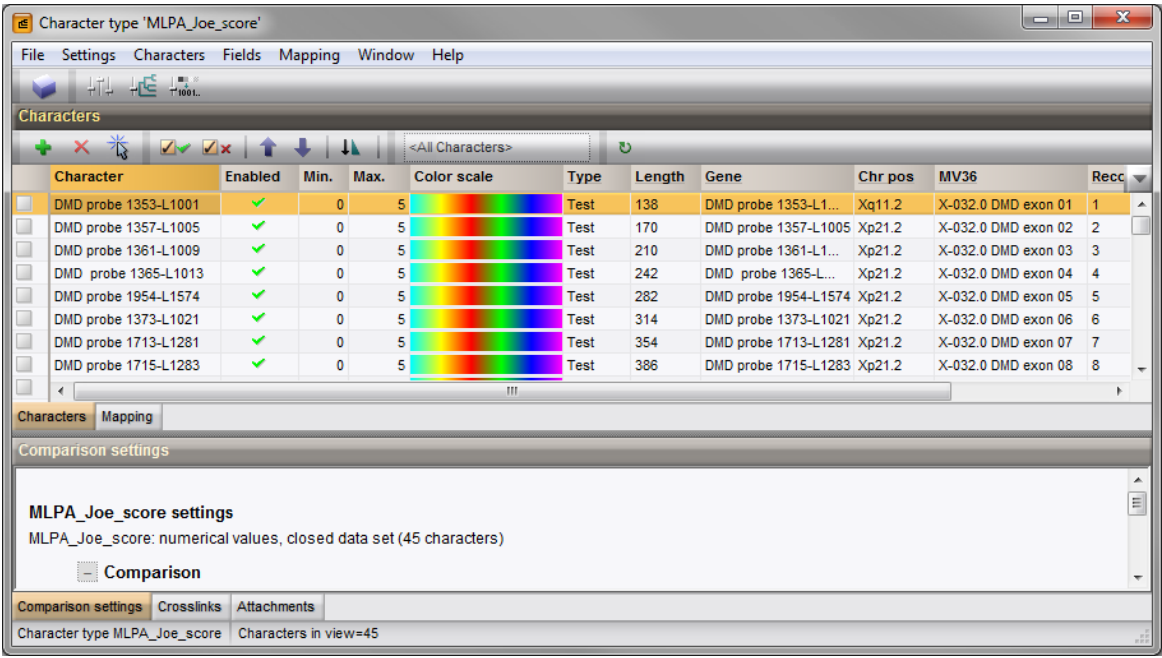 Character type 'MLPA_Joe_score'
File Settings Characters Fields Mapping Window Help
Characters
<All Characters>
Character Enabled Min. Max. Color scale Type Length Gene Chr pos MV36 Recc
DMD probe 1353-L1001 0 5 Test 138 DMD probe 1353-L1... Xq11.2 X-032.0 DMD exon 01 1
DMD probe 1357-L1005 0 5 Test 170 DMD probe 1357-L1005 Xp21.2 X-032.0 DMD exon 02 2
DMD probe 1361-L1009 0 5 Test 210 DMD probe 1361-L1... Xp21.2 X-032.0 DMD exon 03 3
DMD  probe 1365-L1013 0 5 Test 242 DMD  probe 1365-L... Xp21.2 X-032.0 DMD exon 04 4
DMD probe 1954-L1574 0 5 Test 282 DMD probe 1954-L1574 Xp21.2 X-032.0 DMD exon 05 5
DMD probe 1373-L1021 0 5 Test 314 DMD probe 1373-L1021 Xp21.2 X-032.0 DMD exon 06 6
DMD probe 1713-L1281 0 5 Test 354 DMD probe 1713-L1281 Xp21.2 X-032.0 DMD exon 07 7
DMD probe 1715-L1283 0 5 Test 386 DMD probe 1715-L1283 Xp21.2 X-032.0 DMD exon 08 8
Characters Mapping
Comparison settings
MLPA_Joe_score settings
MLPA_Joe_score: numerical values, closed data set (45 characters)
Comparison
Comparison settings Crosslinks Attachments
Character type MLPA_Joe_score Characters in view=45